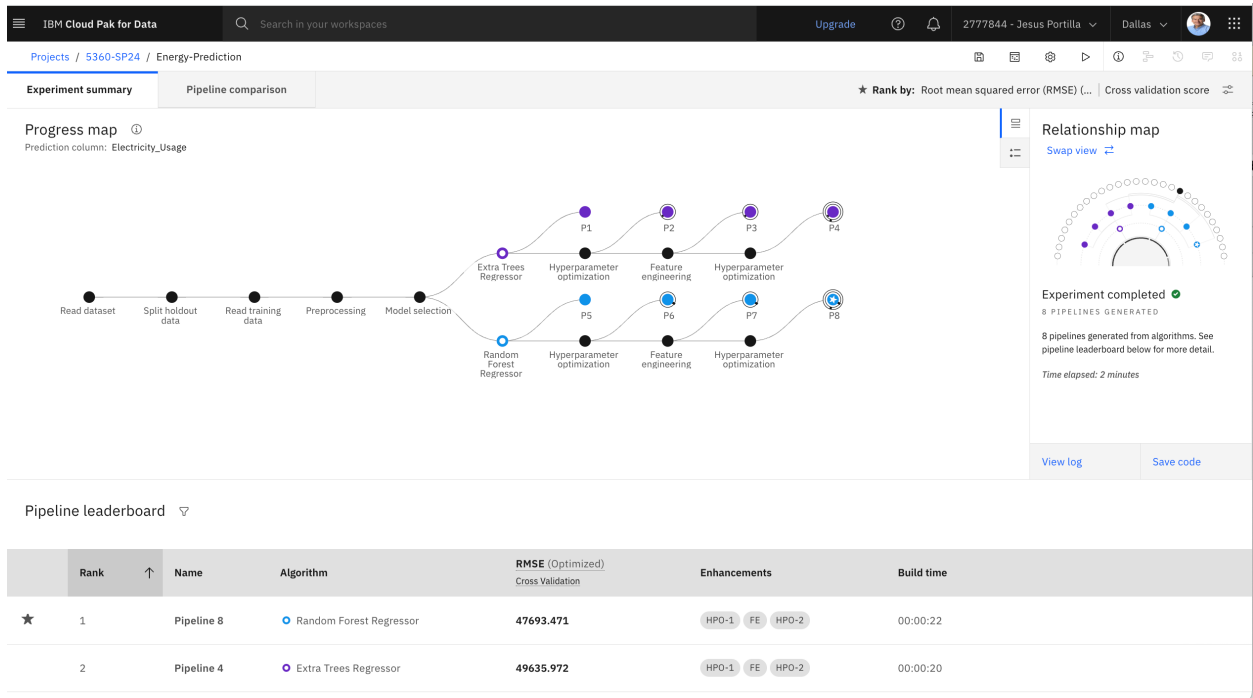 IBM Cloud Pak for Data
Search in your workspaces
Upgrade
2777844 - Jesus Portilla
Dallas
Projects / 5360-SP24 / Energy-Prediction
Experiment summary
Pipeline comparison
Rank by: Root mean squared error (RMSE) (...
Cross validation score
Progress map
Prediction column: Electricity_Usage
P1
P2
P3
P4
Extra Trees
Regressor
Hyperparameter
optimization
Feature
engineering
Hyperparameter
optimization
Read dataset
Split holdout
data
Read training
data
Preprocessing
Model selection
P5
P6
P7
P8
Random
Forest
Regressor
Hyperparameter
optimization
Feature
engineering
Hyperparameter
optimization
Relationship map
Swap view
Experiment completed
8 PIPELINES GENERATED
8 pipelines generated from algorithms. See
pipeline leaderboard below for more detail.
Time elapsed: 2 minutes
View log
Save code
Pipeline leaderboard
Rank
Name
Algorithm
RMSE (Optimized)
Cross Validation
Enhancements
Build time
1 Pipeline 8 Random Forest Regressor 47693.471 HPO-1 FE HPO-2 00:00:22
2 Pipeline 4 Extra Trees Regressor 49635.972 HPO-1 FE HPO-2 00:00:20